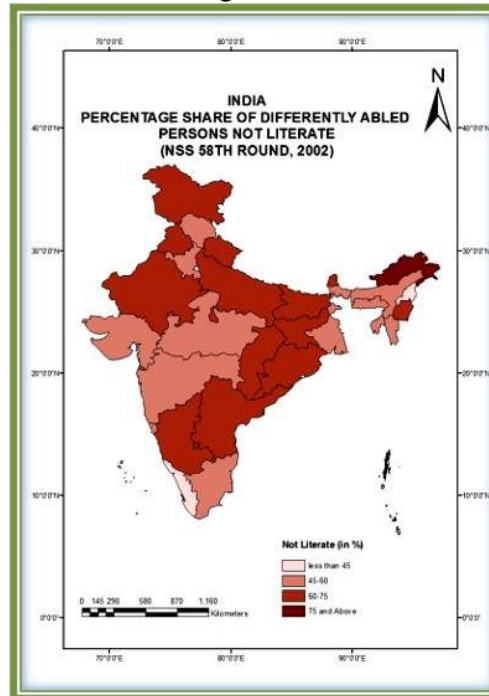 70°0'0"E 80°0'0"E 90°0'0"E
N
INDIA
PERCENTAGE SHARE OF DIFFERENTLY ABLED
PERSONS NOT LITERATE
(NSS 58TH ROUND, 2002)
40°0'0"N 40°0'0"N
30°0'0"N 30°0'0"N
20°0'0"N 20°0'0"N
10°0'0"N 10°0'0"N
Not Literate (in %)
less than 45
45-60
60-75
75 and Above
0 145 290 580 870 1,160
Kilometers
0°0'0" 0°0'0"
70°0'0"E 80°0'0"E 90°0'0"E